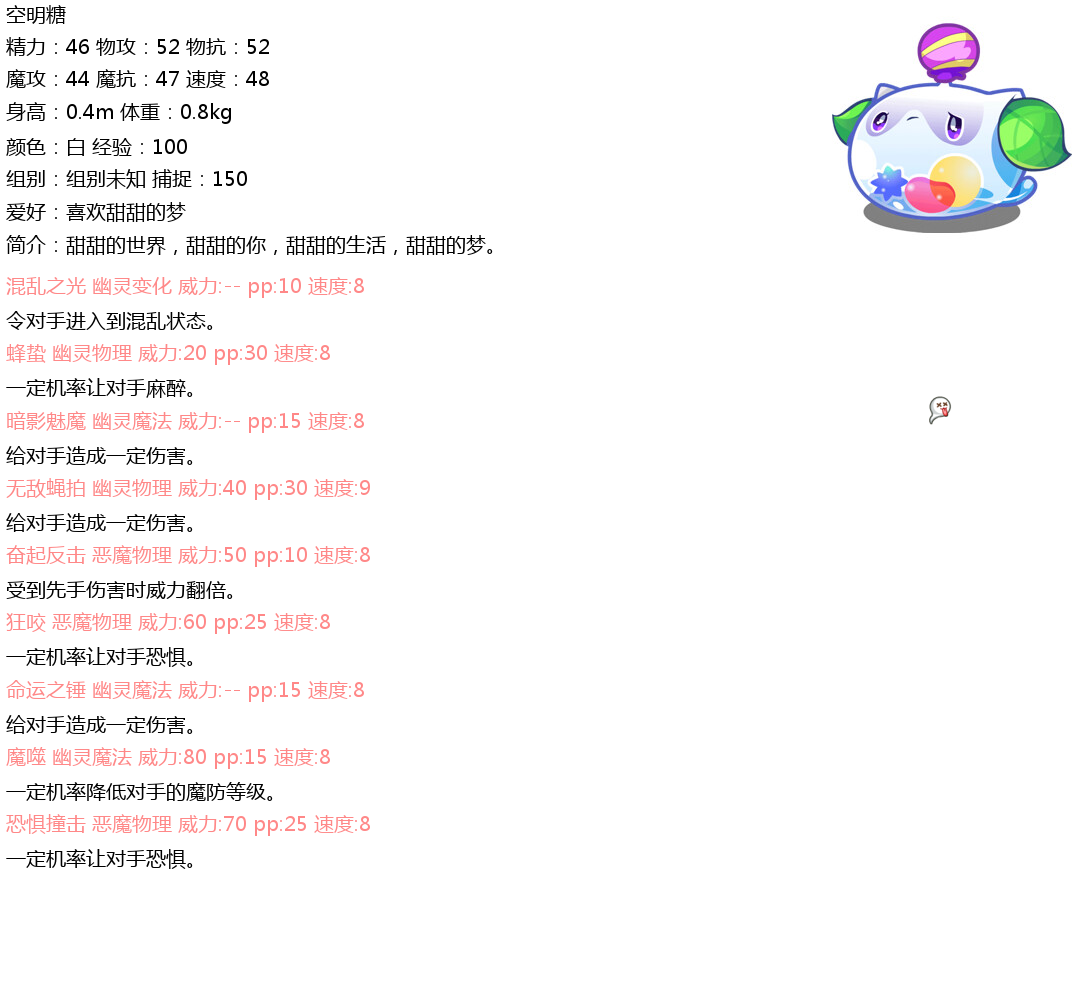 空明糖
精力：46 物攻：52 物抗：52
魔攻：44 魔抗：47 速度：48
身高：0.4m 体重：0.8kg
颜色：白 经验：100
组别：组别未知 捕捉：150
爱好：喜欢甜甜的梦
简介：甜甜的世界，甜甜的你，甜甜的生活，甜甜的梦。
混乱之光 幽灵变化 威力:-- pp:10 速度:8
令对手进入到混乱状态。
蜂蛰 幽灵物理 威力:20 pp:30 速度:8
一定机率让对手麻醉。
暗影魅魔 幽灵魔法 威力:-- pp:15 速度:8
给对手造成一定伤害。
无敌蝇拍 幽灵物理 威力:40 pp:30 速度:9
给对手造成一定伤害。
奋起反击 恶魔物理 威力:50 pp:10 速度:8
受到先手伤害时威力翻倍。
狂咬 恶魔物理 威力:60 pp:25 速度:8
一定机率让对手恐惧。
命运之锤 幽灵魔法 威力:-- pp:15 速度:8
给对手造成一定伤害。
魔噬 幽灵魔法 威力:80 pp:15 速度:8
一定机率降低对手的魔防等级。
恐惧撞击 恶魔物理 威力:70 pp:25 速度:8
一定机率让对手恐惧。